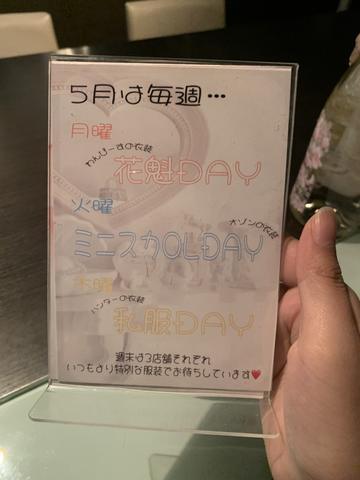 5月は毎週…
月曜
わんぴーすの衣装
花魁DAY
火曜
オゾンの衣装
ミニスカOLDAY
木曜
ハンターの衣装
私服DAY
週末は3店舗それぞれ
いつもより特別な服装でお待ちしています♥